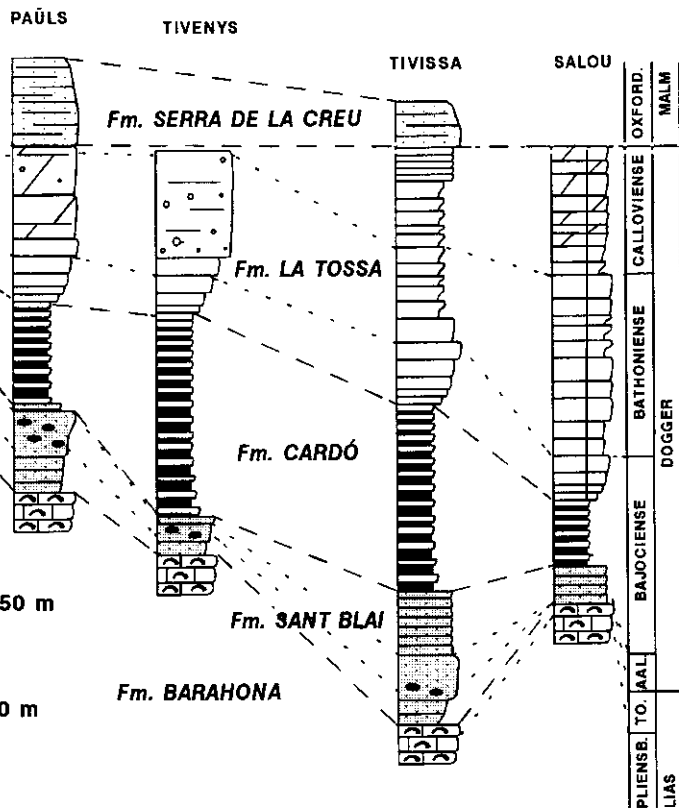 PAÜLS
TIVENYS
TIVISSA
SALOU
OXFORD.
MALM
Fm. SERRA DE LA CREU
CALLOVIENSE
Fm. LA TOSSA
BATHONIENSE
DOGGER
Fm. CARDÓ
BAJOCIENSE
50 m
Fm. SANT BLAI
AAL.
Fm. BARAHONA
TO.
0 m
PLIENSB.
LIAS